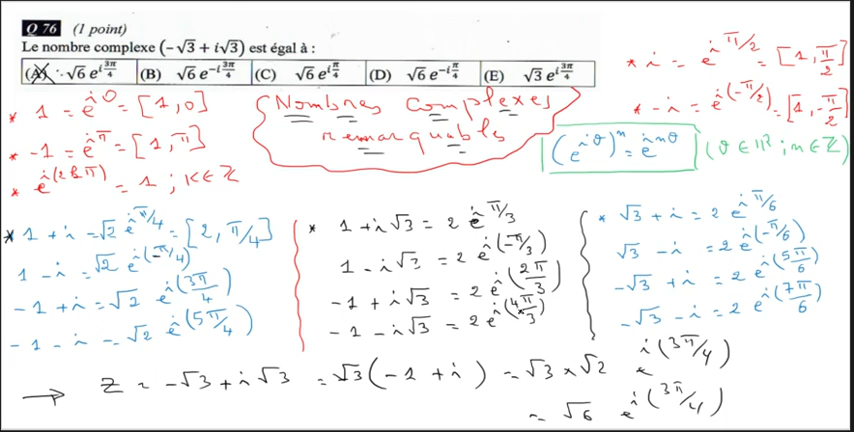 Q 76 (1 point)
Le nombre complexe (-√3 + i√3) est égal à :
(A) √6 e^{i3π/4} (B) √6 e^{-i3π/4} (C) √6 e^{iπ/4} (D) √6 e^{-iπ/4} (E) √3 e^{i3π/4}
* i = e^{iπ/2} = [1, π/2]
* -i = e^{i(-π/2)} = [1, -π/2]
Nombres complexes
remarquables
* 1 = e^{i0} = [1, 0]
* -1 = e^{iπ} = [1, π]
* e^{i(2kπ)} = 1 ; k∈ℤ
(e^{iθ})^n = e^{inθ} (θ∈ℝ ; n∈ℤ)
* 1 + i = √2 e^{iπ/4} = [2, π/4]
1 - i = √2 e^{i(-π/4)}
-1 + i = √2 e^{i(3π/4)}
-1 - i = √2 e^{i(5π/4)}
* 1 + i√3 = 2 e^{iπ/3}
1 - i√3 = 2 e^{i(-π/3)}
-1 + i√3 = 2 e^{i(2π/3)}
-1 - i√3 = 2 e^{i(4π/3)}
* √3 + i = 2 e^{iπ/6}
√3 - i = 2 e^{i(-π/6)}
-√3 + i = 2 e^{i(5π/6)}
-√3 - i = 2 e^{i(7π/6)}
→ z = -√3 + i√3 = √3(-1 + i) = √3 × √2 e^{i(3π/4)}
= √6 e^{i(3π/4)}